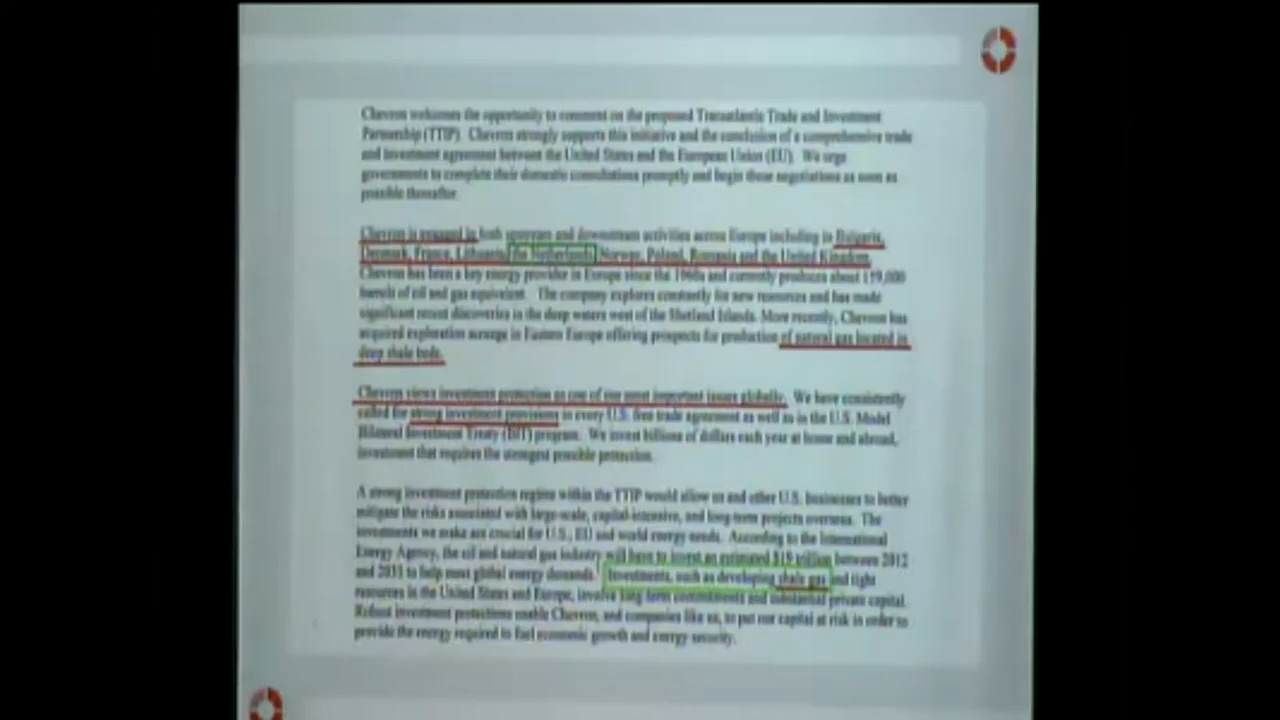 Chevron welcomes the opportunity to comment on the proposed Transatlantic Trade and Investment
Partnership (TTIP). Chevron strongly supports this initiative and the conclusion of a comprehensive trade
and investment agreement between the United States and the European Union (EU). We urge
governments to complete their domestic consultations promptly and begin these negotiations as soon as
possible thereafter.
Chevron is engaged in both upstream and downstream activities across Europe including in Bulgaria,
Denmark, France, Lithuania, the Netherlands, Norway, Poland, Romania and the United Kingdom.
Chevron has been a key energy provider in Europe since the 1960s and currently produces about 159,000
barrels of oil and gas equivalent. The company explores constantly for new resources and has made
significant recent discoveries in the deep waters west of the Shetland Islands. More recently, Chevron has
acquired exploration acreage in Eastern Europe offering prospects for production of natural gas located in
deep shale beds.
Chevron views investment protection as one of our most important issues globally. We have consistently
called for strong investment provisions in every U.S. free trade agreement as well as in the U.S. Model
Bilateral Investment Treaty (BIT) program. We invest billions of dollars each year at home and abroad,
investment that requires the strongest possible protection.
A strong investment protection regime within the TTIP would allow us and other U.S. businesses to better
mitigate the risks associated with large-scale, capital-intensive, and long-term projects overseas. The
investments we make are crucial for U.S., EU and world energy needs. According to the International
Energy Agency, the oil and natural gas industry will have to invest an estimated $19 trillion between 2012
and 2035 to help meet global energy demands. Investments, such as developing shale gas and tight
resources in the United States and Europe, involve long term commitments and substantial private capital.
Robust investment protections enable Chevron, and companies like us, to put our capital at risk in order to
provide the energy required to fuel economic growth and energy security.